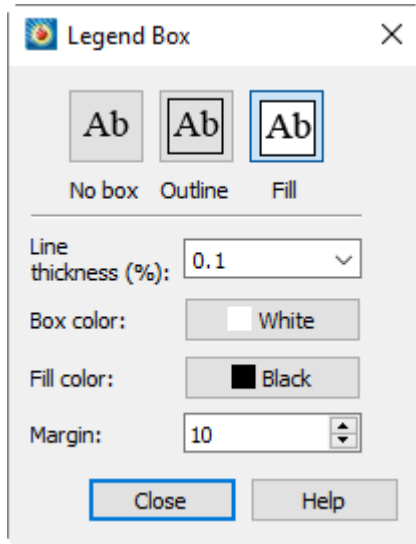 Legend Box
Ab Ab Ab
No box Outline Fill
Line
thickness (%): 0.1
Box color: White
Fill color: Black
Margin: 10
Close Help